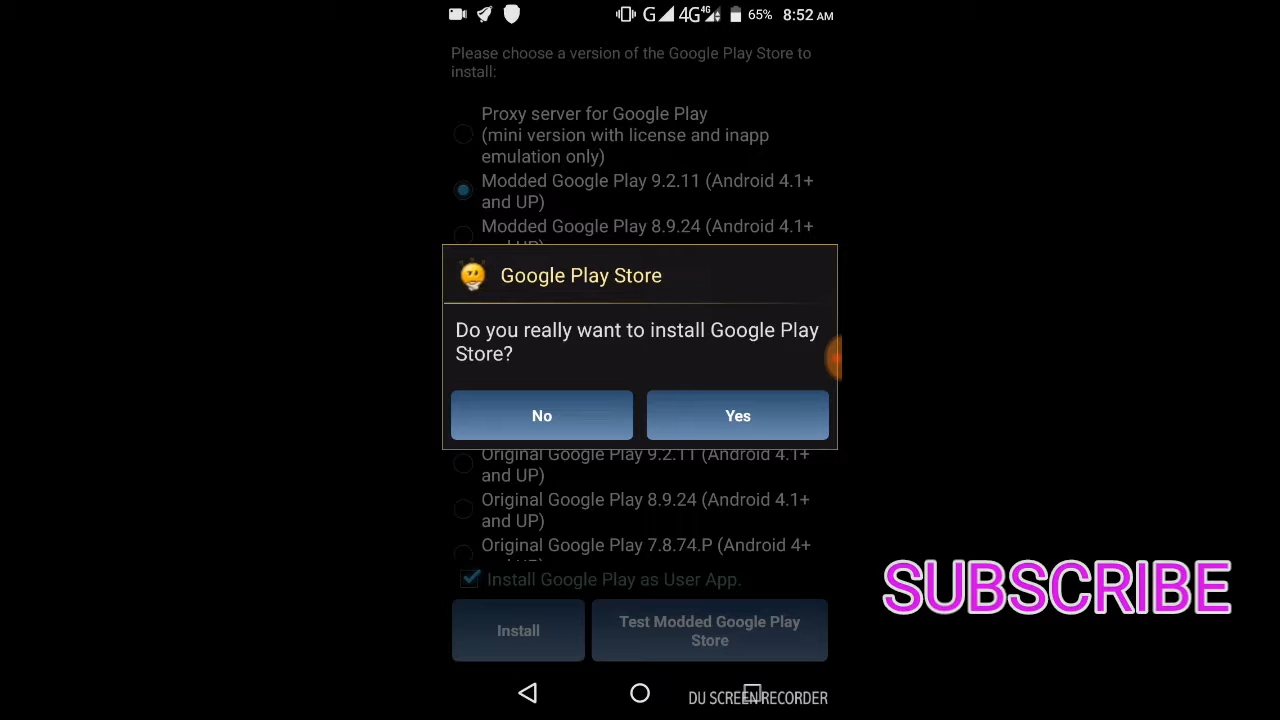 G 4G 4G 65% 8:52 AM
Please choose a version of the Google Play Store to
install:
Proxy server for Google Play
(mini version with license and inapp
emulation only)
Modded Google Play 9.2.11 (Android 4.1+
and UP)
Modded Google Play 8.9.24 (Android 4.1+
and UP)
Google Play Store
Do you really want to install Google Play
Store?
No Yes
Original Google Play 9.2.11 (Android 4.1+
and UP)
Original Google Play 8.9.24 (Android 4.1+
and UP)
Original Google Play 7.8.74.P (Android 4+
Install Google Play as User App.
Install
Test Modded Google Play
Store
SUBSCRIBE
DU SCREEN RECORDER